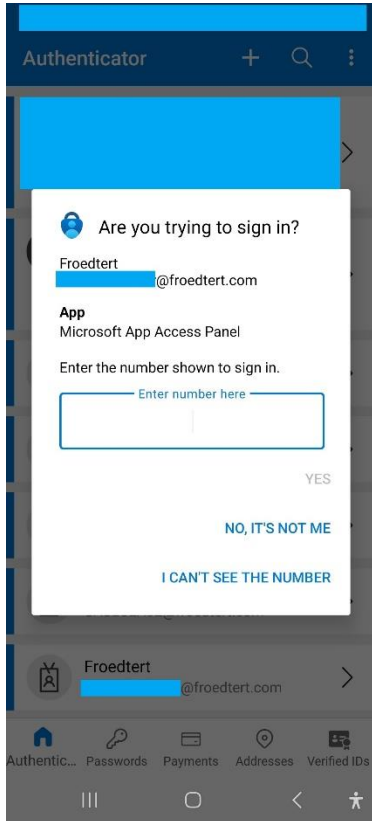 Authenticator
Are you trying to sign in?
Froedtert
@froedtert.com
App
Microsoft App Access Panel
Enter the number shown to sign in.
Enter number here
YES
NO, IT'S NOT ME
I CAN'T SEE THE NUMBER
Froedtert
@froedtert.com
Authentic... Passwords Payments Addresses Verified IDs